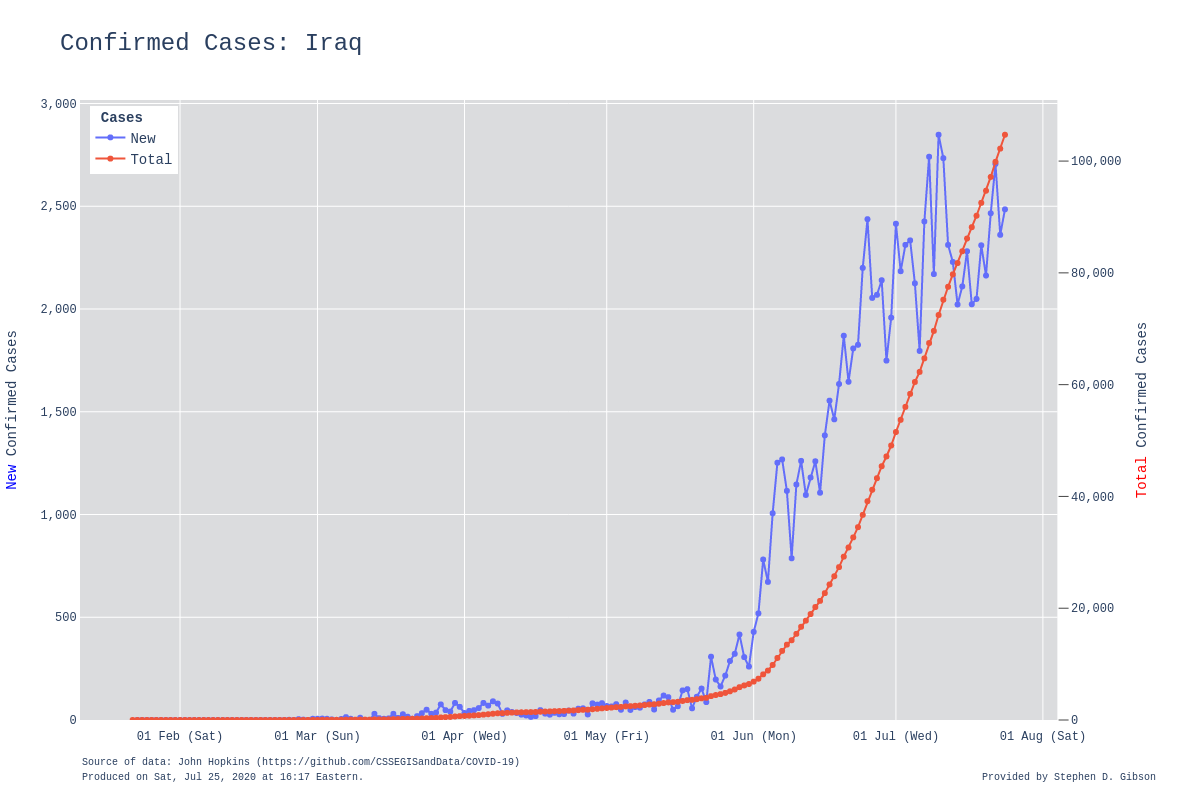 Confirmed Cases: Iraq
Cases
New
Total
3,000
2,500
2,000
1,500
1,000
500
0
New Confirmed Cases
100,000
80,000
60,000
40,000
20,000
0
Total Confirmed Cases
01 Feb (Sat)
01 Mar (Sun)
01 Apr (Wed)
01 May (Fri)
01 Jun (Mon)
01 Jul (Wed)
01 Aug (Sat)
Source of data: John Hopkins (https://github.com/CSSEGISandData/COVID-19)
Produced on Sat, Jul 25, 2020 at 16:17 Eastern.
Provided by Stephen D. Gibson